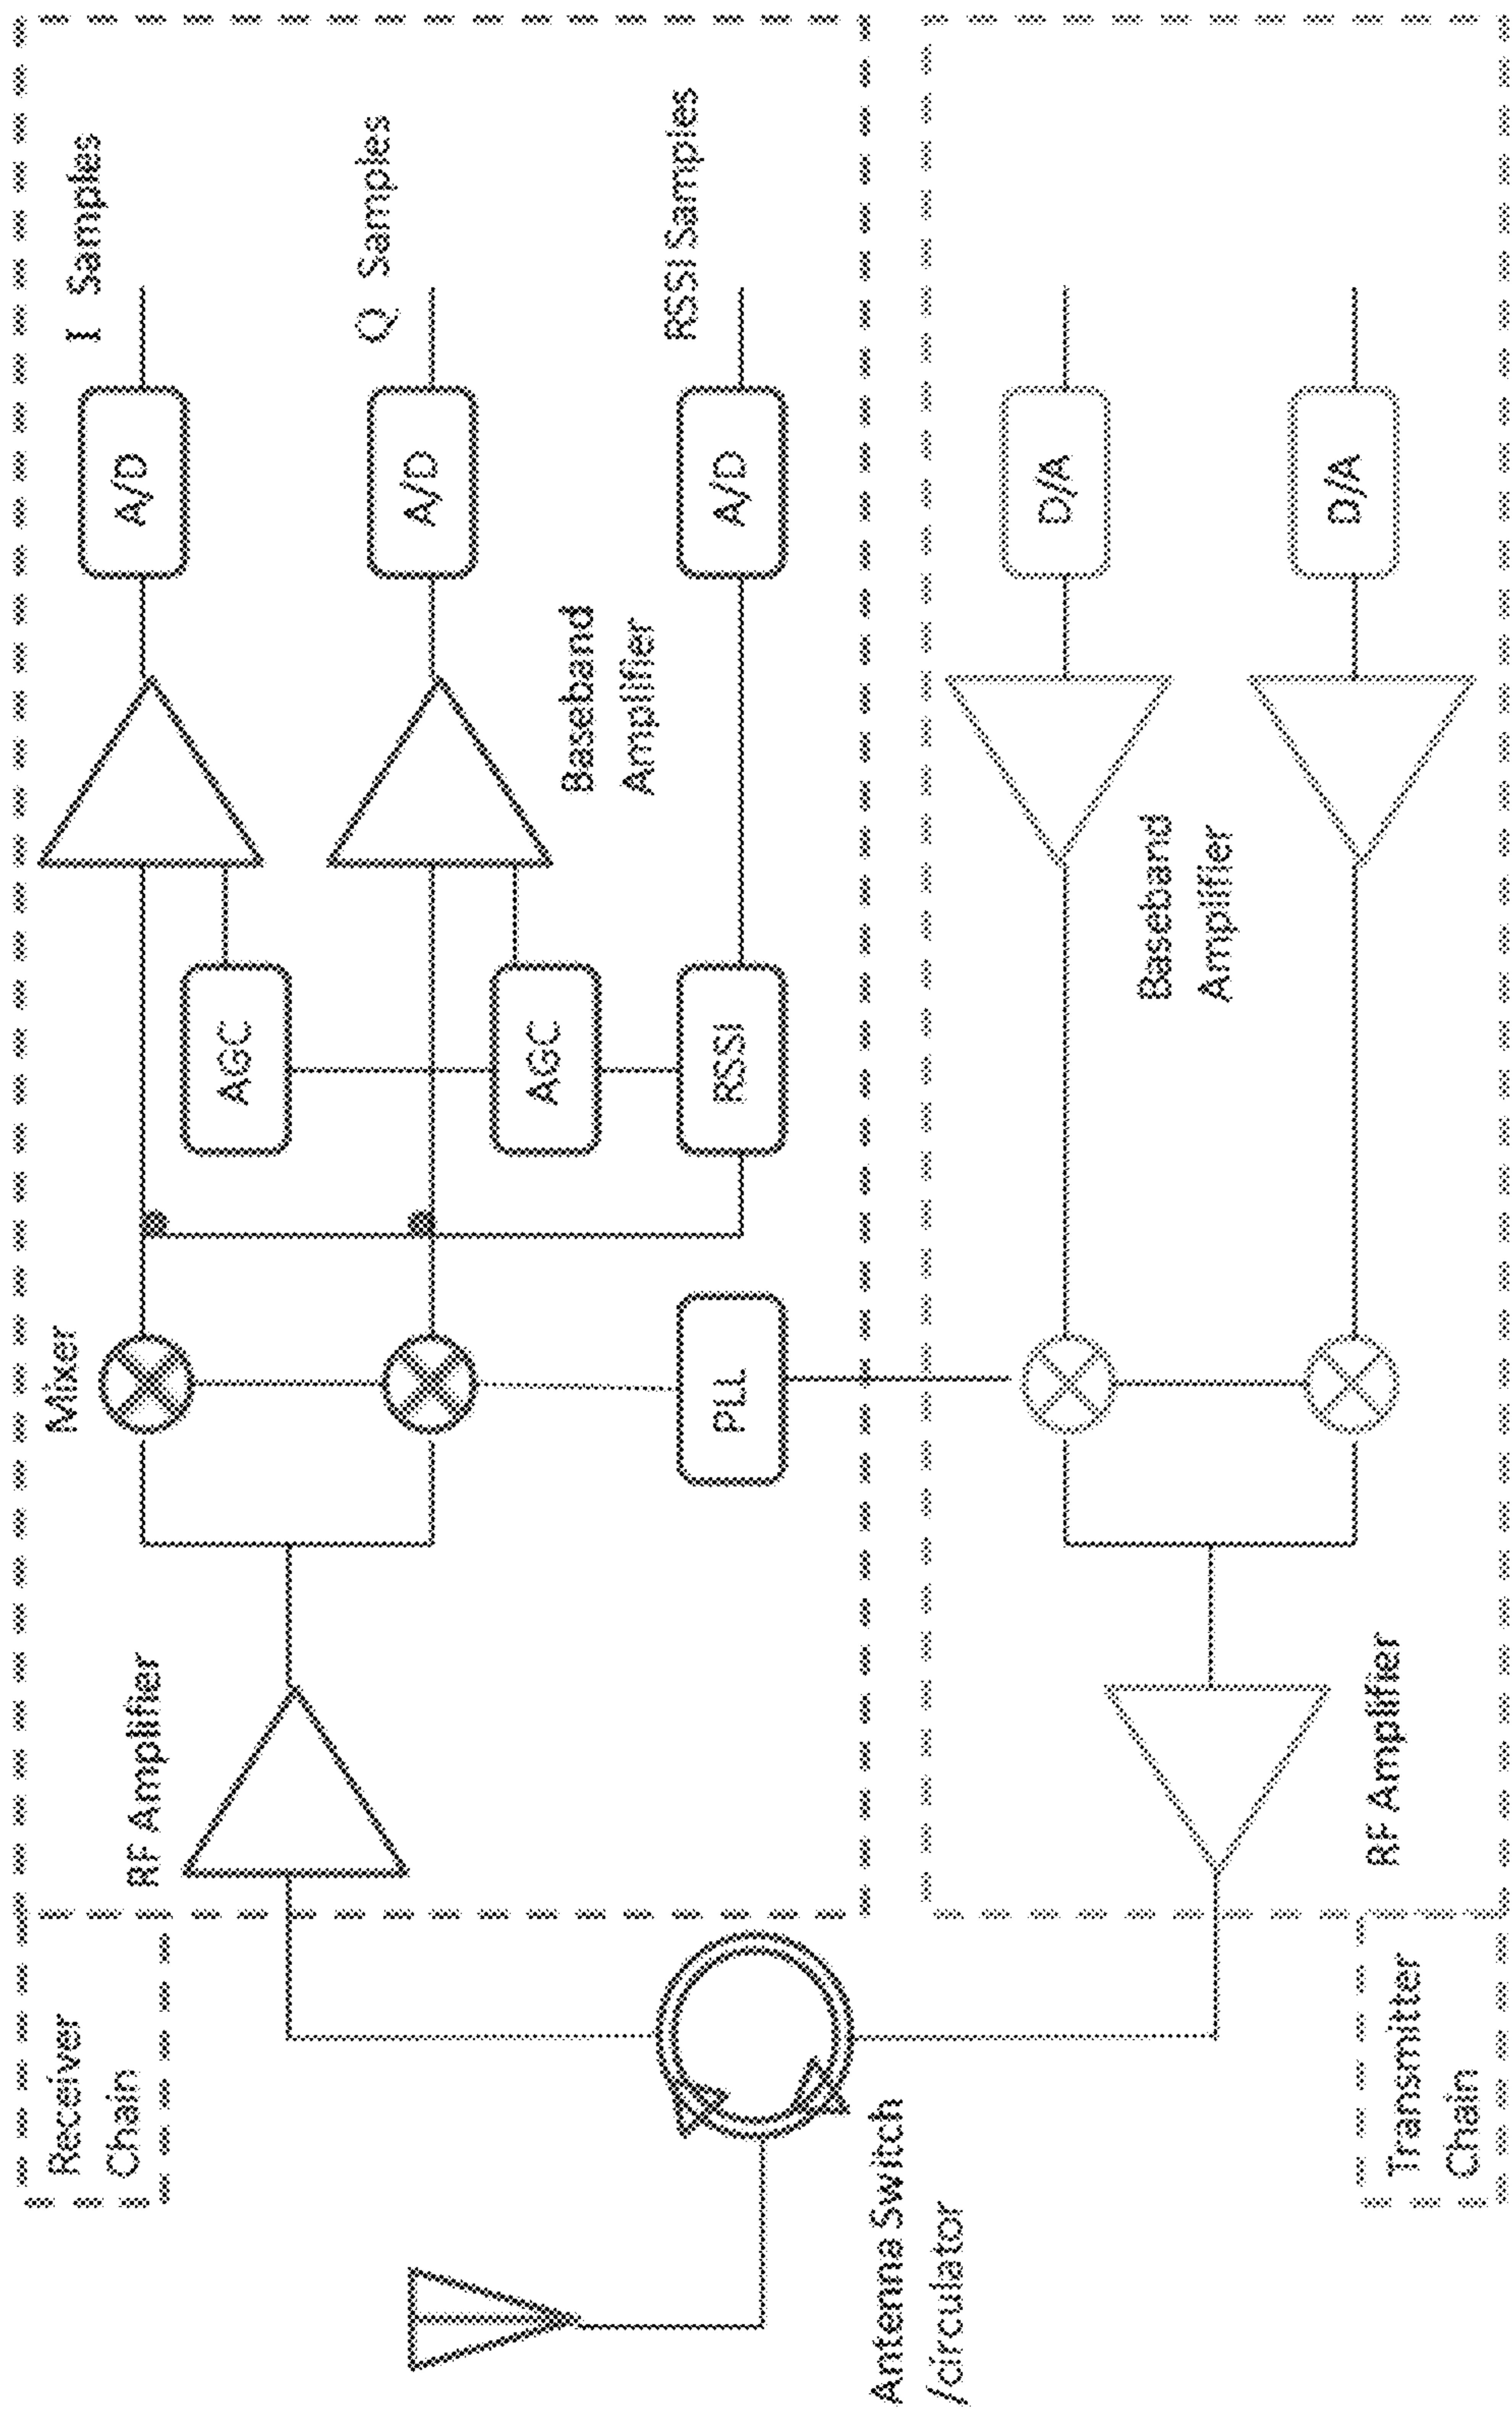 Receiver
Chain
RF Amplifier
Mixer
I Samples
A/D
AGC
Q Samples
A/D
AGC
Baseband
Amplifier
RSSI Samples
A/D
RSSI
PLL
Antenna Switch
/circulator
D/A
Baseband
Amplifier
D/A
RF Amplifier
Transmitter
Chain